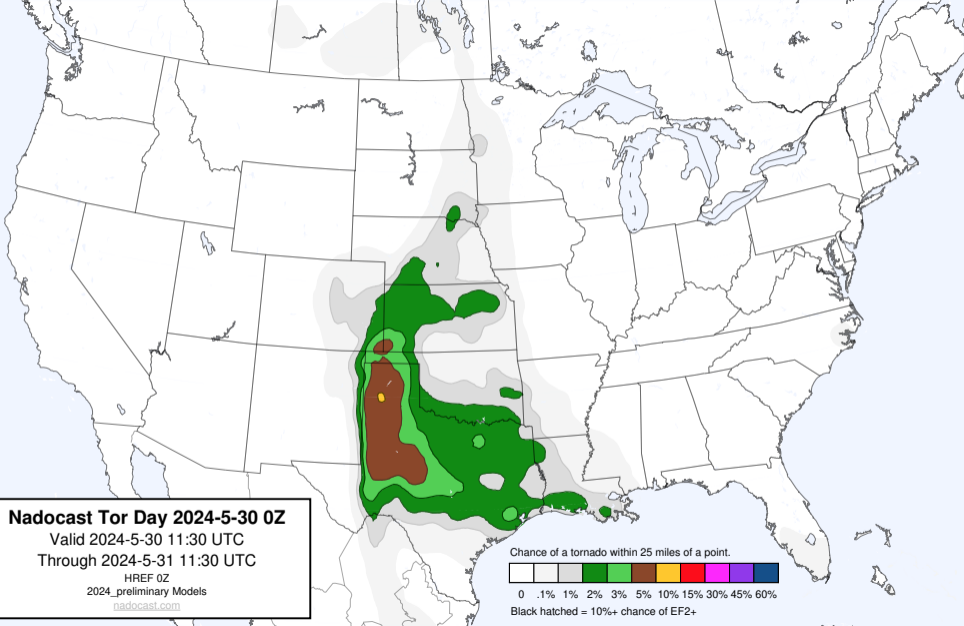 Nadocast Tor Day 2024-5-30 0Z
Valid 2024-5-30 11:30 UTC
Through 2024-5-31 11:30 UTC
HREF 0Z
2024_preliminary Models
nadocast.com
Chance of a tornado within 25 miles of a point.
0 .1% 1% 2% 3% 5% 10% 15% 30% 45% 60%
Black hatched = 10%+ chance of EF2+